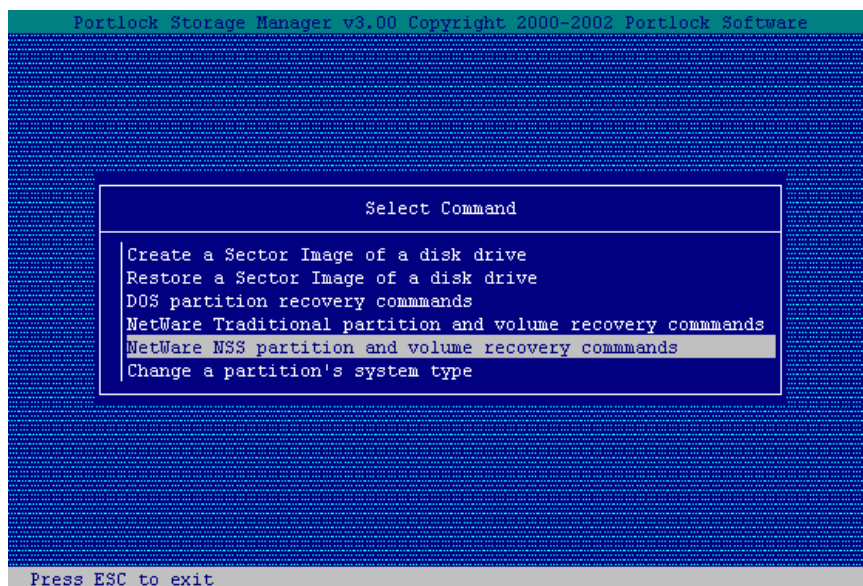 Portlock Storage Manager v3.00 Copyright 2000-2002 Portlock Software
Select Command
Create a Sector Image of a disk drive
Restore a Sector Image of a disk drive
DOS partition recovery commmands
NetWare Traditional partition and volume recovery commmands
NetWare NSS partition and volume recovery commmands
Change a partition's system type
Press ESC to exit